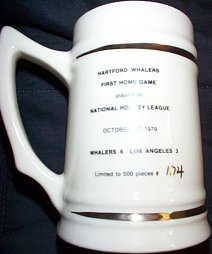 HARTFORD WHALERS
FIRST HOME GAME
played in
NATIONAL HOCKEY LEAGUE
OCTOBER 1979
WHALERS 6 LOS ANGELES 3
Limited to 500 pieces #